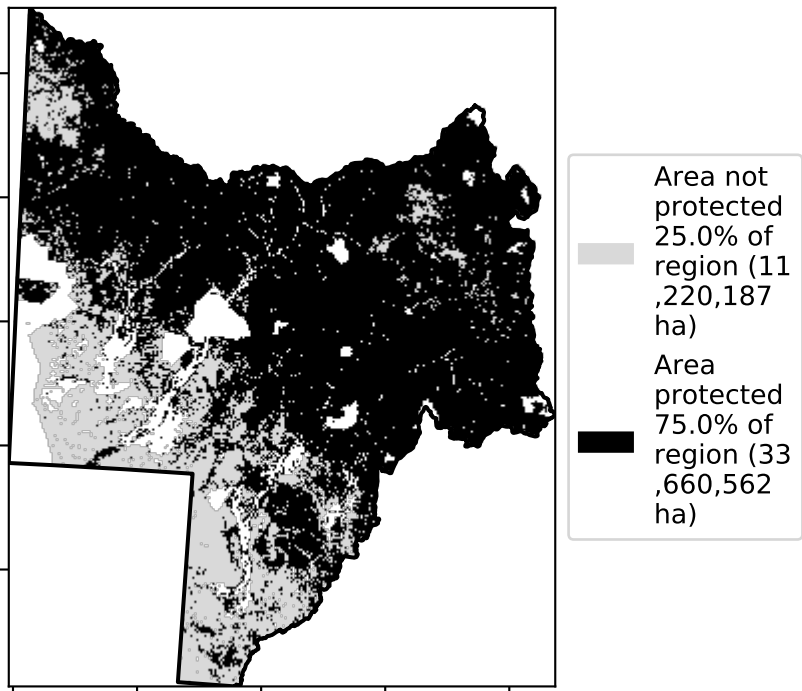 Area not
protected
25.0% of
region (11
,220,187
ha)
Area
protected
75.0% of
region (33
,660,562
ha)